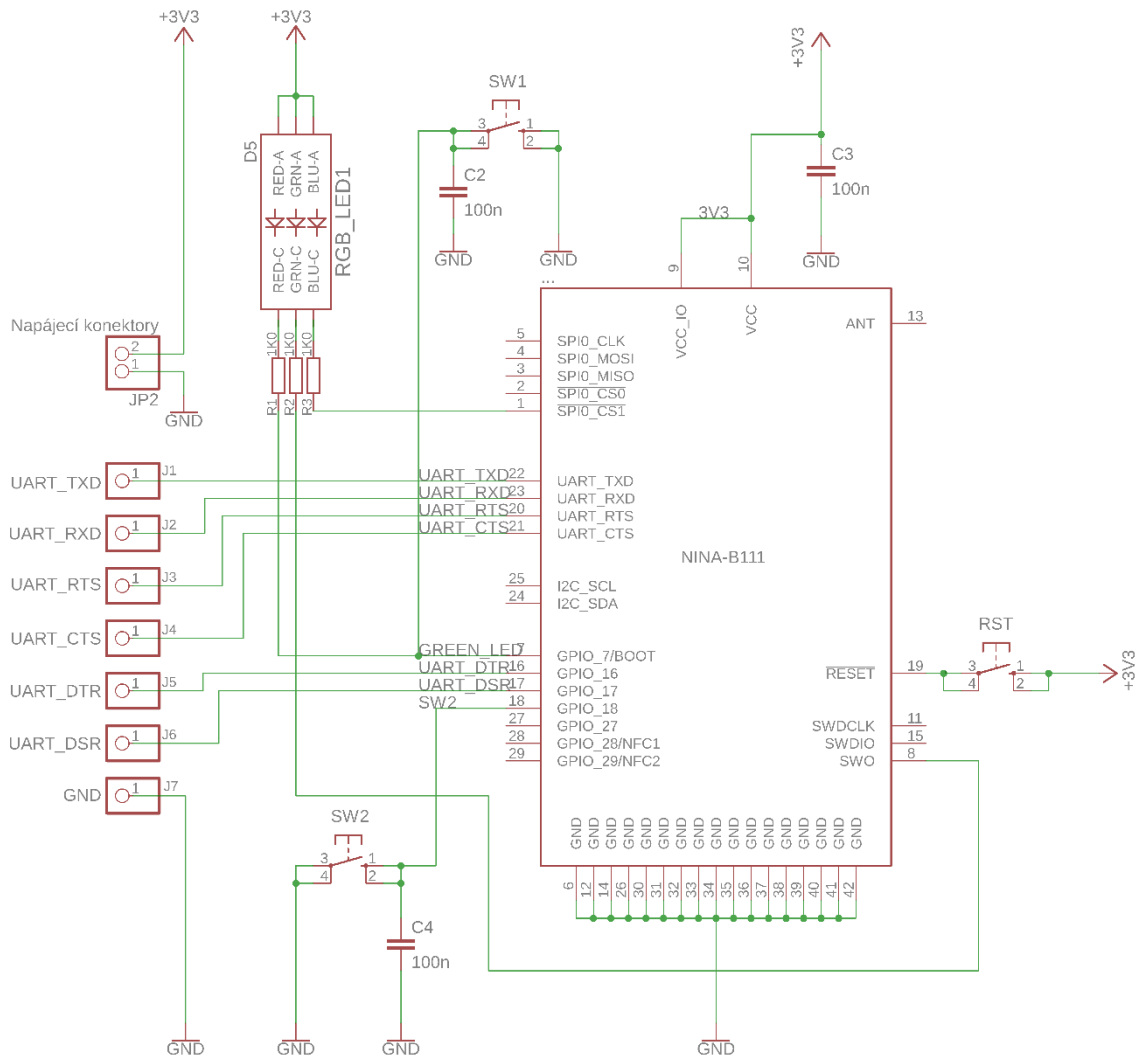 +3V3
+3V3
+3V3
SW1
3
1
4
2
C2
100n
GND
GND
...
C3
100n
GND
3V3
D5
RED-A
GRN-A
BLU-A
RED-C
GRN-C
BLU-C
RGB_LED1
1K0
1K0
1K0
R1
R2
R3
Napájecí konektory
2
1
JP2
GND
9
10
VCC_IO
VCC
ANT
13
5
SPI0_CLK
4
SPI0_MOSI
3
SPI0_MISO
2
SPI0_CS0
1
SPI0_CS1
UART_TXD
1
J1
UART_TXD
22
UART_TXD
UART_RXD
23
UART_RXD
UART_RTS
20
UART_RTS
UART_CTS
21
UART_CTS
UART_RXD
1
J2
UART_RTS
1
J3
UART_CTS
1
J4
UART_DTR
1
J5
UART_DSR
1
J6
GND
1
J7
NINA-B111
25
I2C_SCL
24
I2C_SDA
GREEN_LED
7
GPIO_7/BOOT
UART_DTR
16
GPIO_16
UART_DSR
17
GPIO_17
SW2
18
GPIO_18
27
GPIO_27
28
GPIO_28/NFC1
29
GPIO_29/NFC2
RESET
19
RST
3
1
4
2
+3V3
SWDCLK
11
SWDIO
15
SWO
8
GND GND GND GND GND GND GND GND GND GND GND GND GND GND GND GND GND
6 12 14 26 30 31 32 33 34 35 36 37 38 39 40 41 42
SW2
3
1
4
2
C4
100n
GND
GND
GND
GND